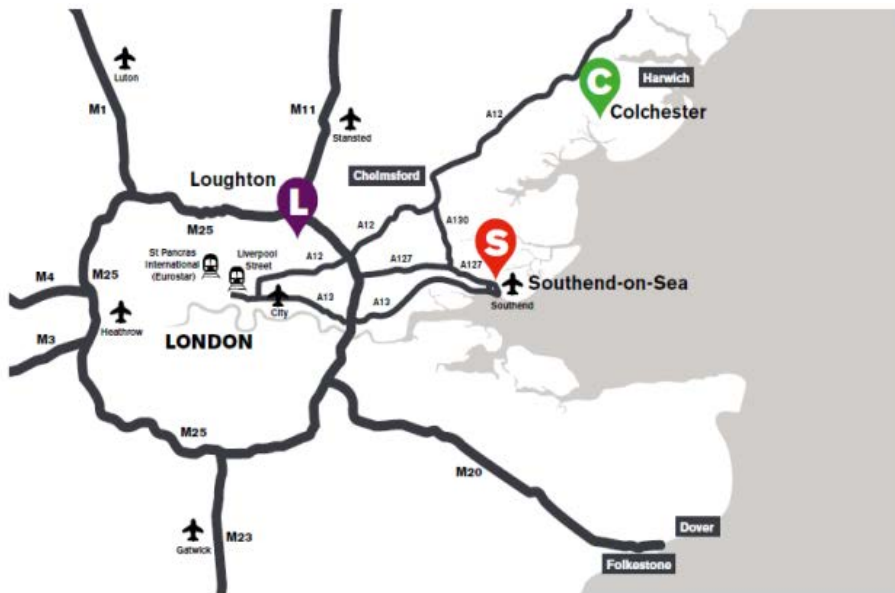 Luton
M1
M11
Stansted
Harwich
C
Colchester
A12
Loughton
L
Chelmsford
M25
A12
A130
St Pancras
International
(Eurostar)
Liverpool
Street
A12
A127
A127
S
Southend-on-Sea
Southend
M4
M25
City
A13
A13
Heathrow
M3
LONDON
M25
M20
Gatwick
M23
Dover
Folkestone